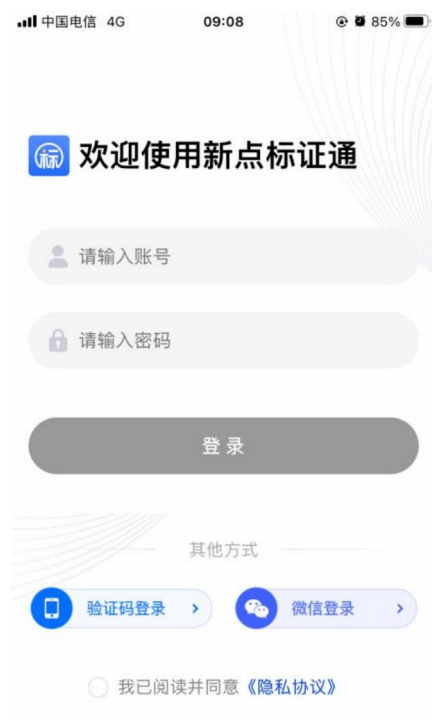 中国电信 4G 09:08 85%
标 欢迎使用新点标证通
请输入账号
请输入密码
登录
其他方式
验证码登录 微信登录
我已阅读并同意《隐私协议》